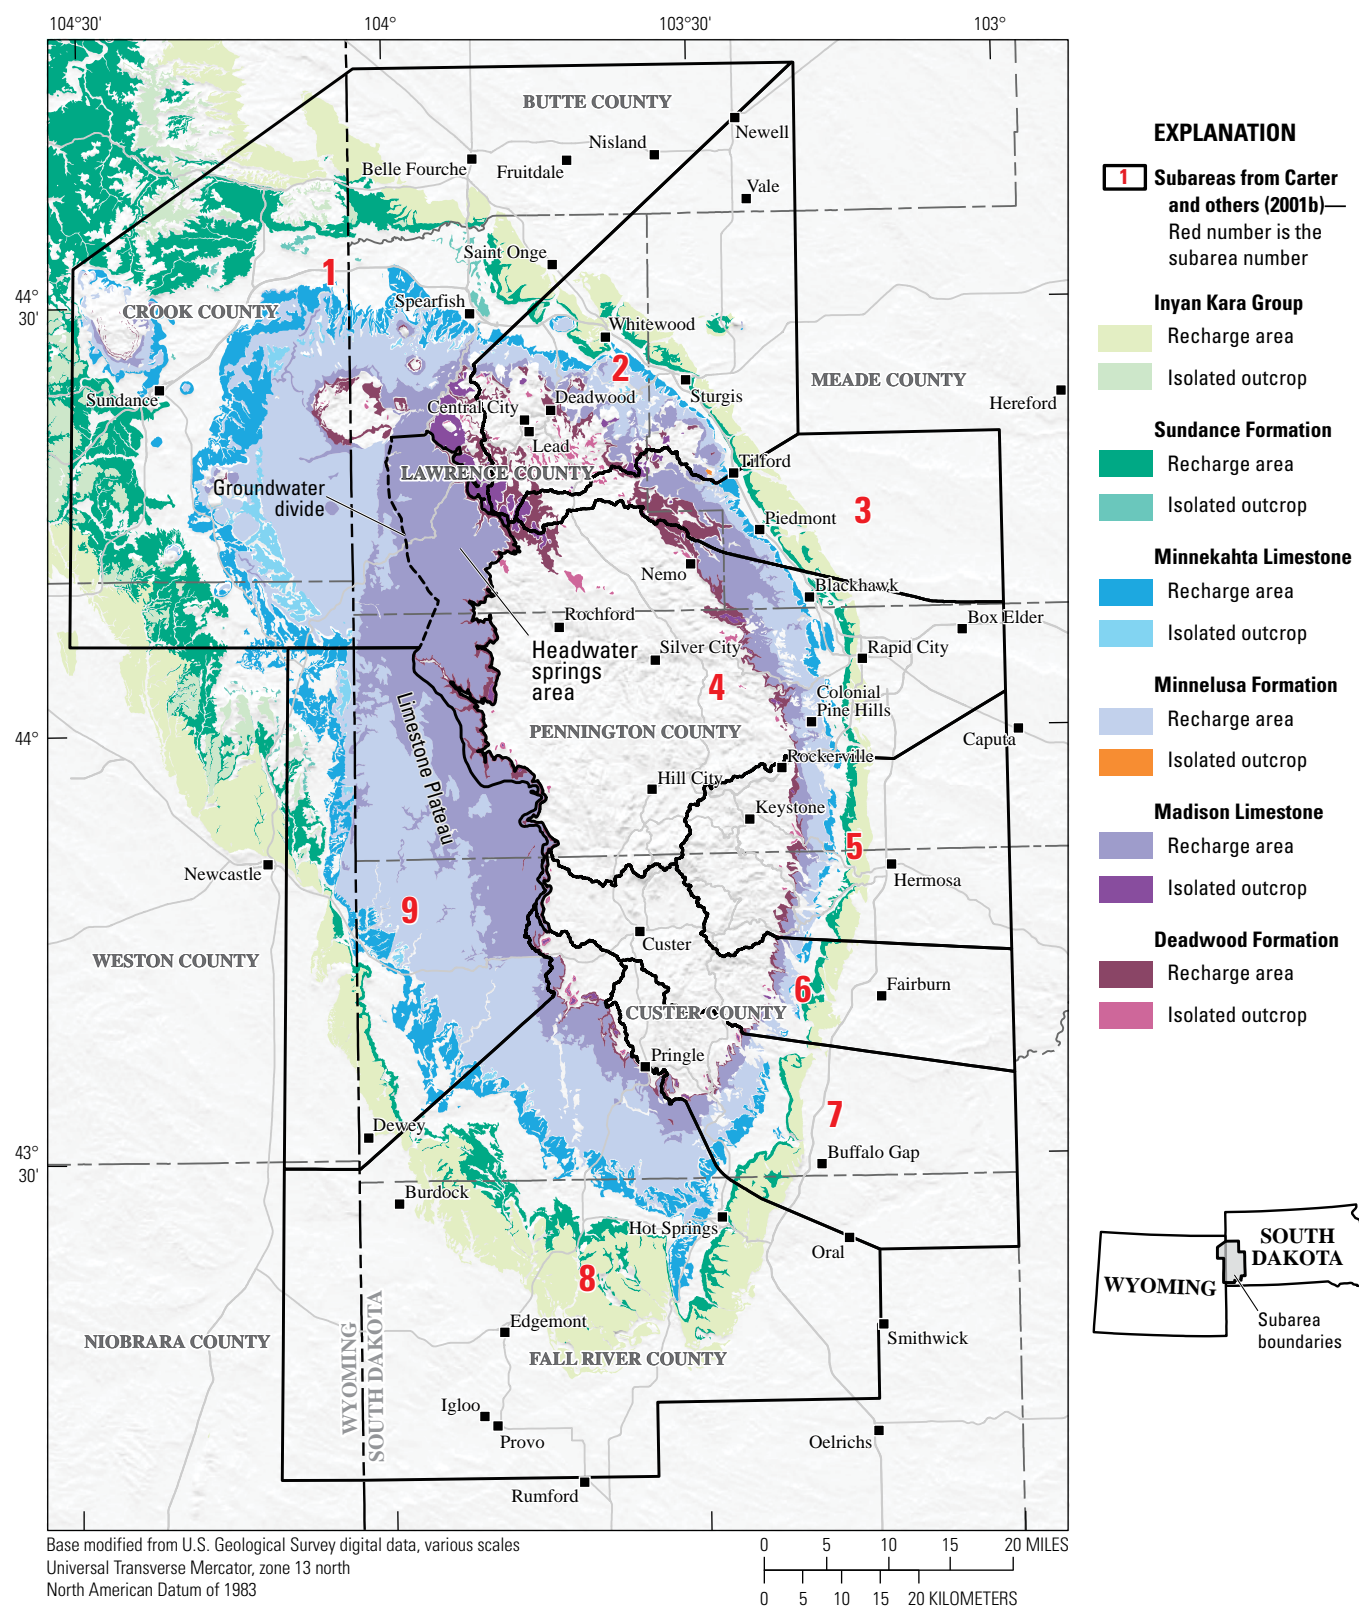 104°30'
104°
103°30'
103°
BUTTE COUNTY
Newell
Nisland
Belle Fourche
Fruitdale
Vale
Saint Onge
1
44°
30'
CROOK COUNTY
Spearfish
Whitewood
2
MEADE COUNTY
Sundance
Sturgis
Hereford
Central City
Deadwood
Lead
LAWRENCE COUNTY
Tilford
Groundwater
divide
3
Piedmont
Nemo
Blackhawk
Rochford
Box Elder
Headwater
springs
area
Silver City
Rapid City
4
Colonial
Pine Hills
Limestone Plateau
PENNINGTON COUNTY
44°
Caputa
Rockerville
Hill City
Keystone
5
Newcastle
Hermosa
9
Custer
WESTON COUNTY
6
Fairburn
CUSTER COUNTY
Pringle
7
Dewey
Buffalo Gap
43°
30'
Burdock
Hot Springs
Oral
8
Edgemont
Smithwick
NIOBRARA COUNTY
FALL RIVER COUNTY
WYOMING
SOUTH DAKOTA
Igloo
Provo
Oelrichs
Rumford
EXPLANATION
1 Subareas from Carter
and others (2001b)—
Red number is the
subarea number
Inyan Kara Group
Recharge area
Isolated outcrop
Sundance Formation
Recharge area
Isolated outcrop
Minnekahta Limestone
Recharge area
Isolated outcrop
Minnelusa Formation
Recharge area
Isolated outcrop
Madison Limestone
Recharge area
Isolated outcrop
Deadwood Formation
Recharge area
Isolated outcrop
SOUTH
DAKOTA
WYOMING
Subarea
boundaries
Base modified from U.S. Geological Survey digital data, various scales
Universal Transverse Mercator, zone 13 north
North American Datum of 1983
0 5 10 15 20 MILES
0 5 10 15 20 KILOMETERS